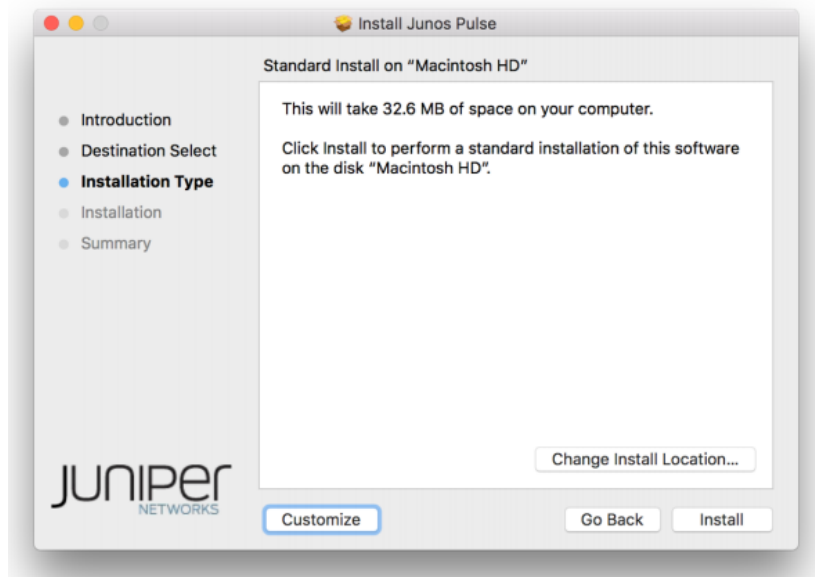 Install Junos Pulse
Standard Install on “Macintosh HD”
Introduction
Destination Select
Installation Type
Installation
Summary
This will take 32.6 MB of space on your computer.
Click Install to perform a standard installation of this software
on the disk “Macintosh HD”.
Change Install Location...
JUNIPEr
NETWORKS
Customize
Go Back
Install